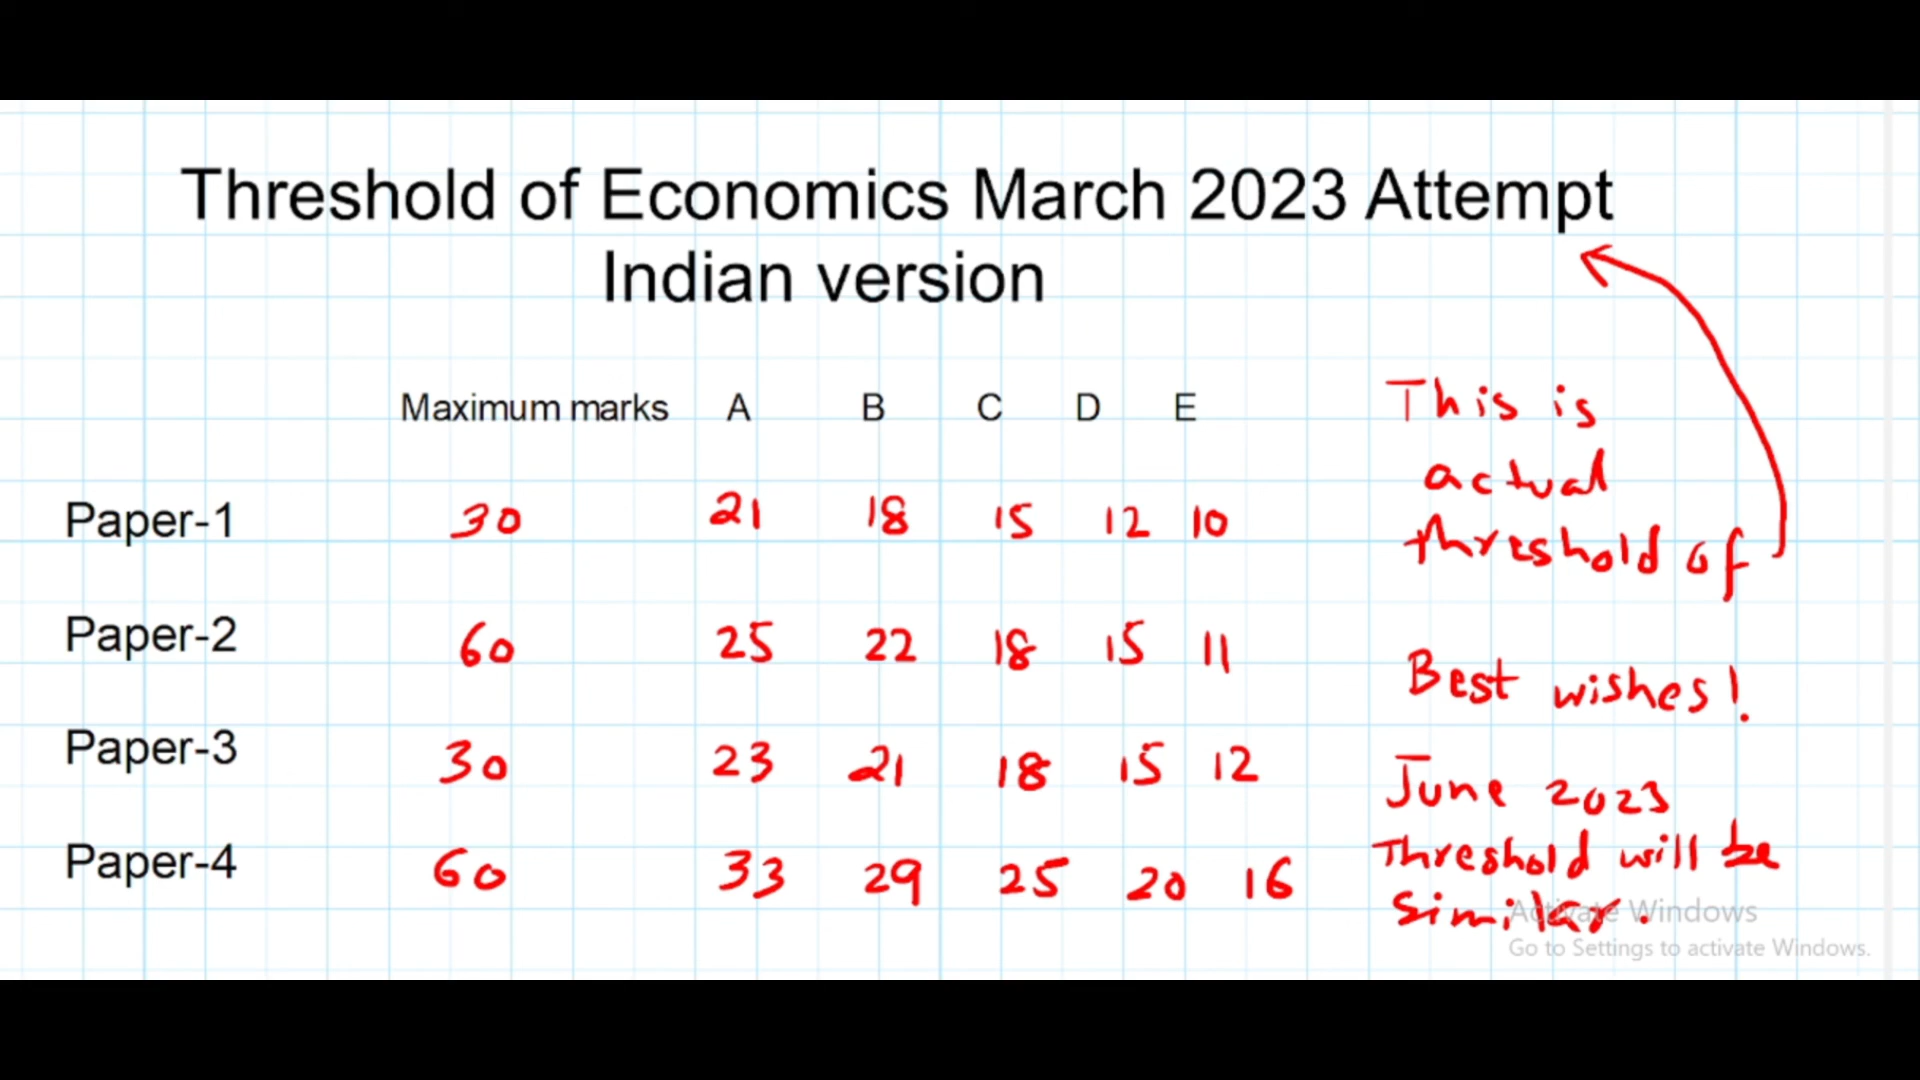 Threshold of Economics March 2023 Attempt
Indian version
Maximum marks A B C D E
Paper-1 30 21 18 15 12 10
Paper-2 60 25 22 18 15 11
Paper-3 30 23 21 18 15 12
Paper-4 60 33 29 25 20 16
This is
actual
threshold of
Best wishes!
June 2023
Threshold will be
similar.
Activate Windows
Go to Settings to activate Windows.